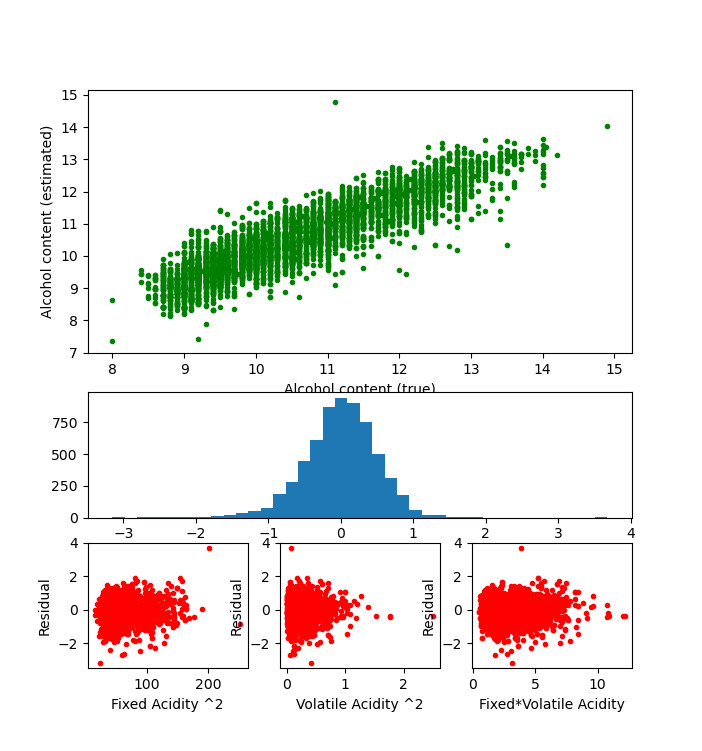 15
14
13
12
11
10
9
8
7
Alcohol content (estimated)
8 9 10 11 12 13 14 15
Alcohol content (true)
750
500
250
0
−3 −2 −1 0 1 2 3 4
4
2
0
−2
Residual
100 200
Fixed Acidity ^2
4
2
0
−2
Residual
0 1 2
Volatile Acidity ^2
4
2
0
−2
Residual
0 5 10
Fixed*Volatile Acidity